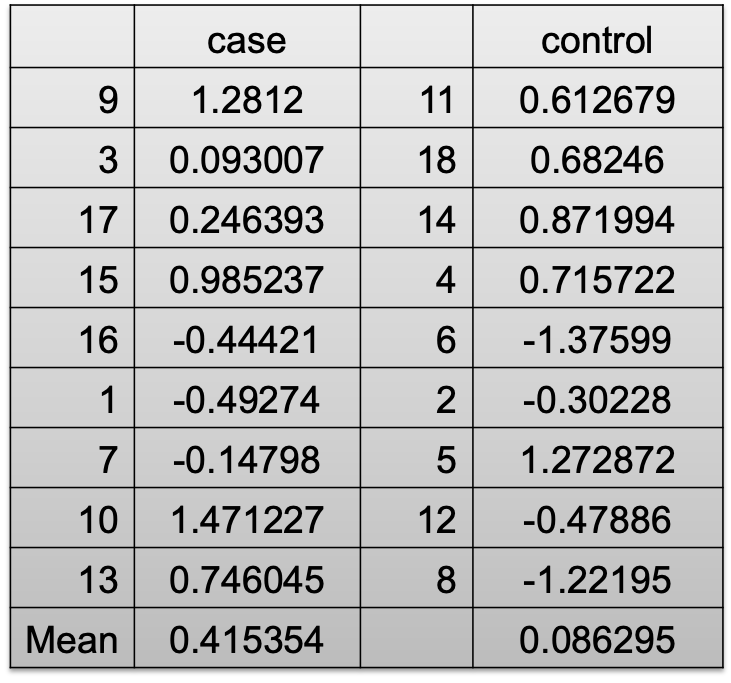 case control
9 1.2812 11 0.612679
3 0.093007 18 0.68246
17 0.246393 14 0.871994
15 0.985237 4 0.715722
16 -0.44421 6 -1.37599
1 -0.49274 2 -0.30228
7 -0.14798 5 1.272872
10 1.471227 12 -0.47886
13 0.746045 8 -1.22195
Mean 0.415354 0.086295